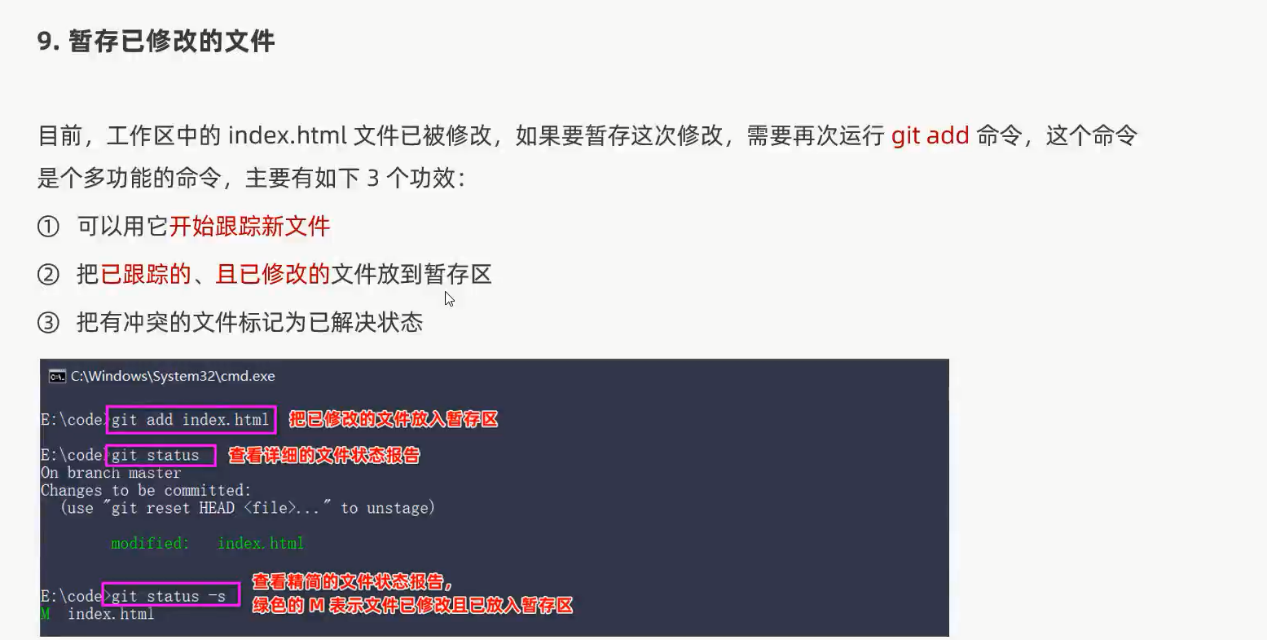 9. 暂存已修改的文件
目前，工作区中的 index.html 文件已被修改，如果要暂存这次修改，需要再次运行 git add 命令，这个命令
是个多功能的命令，主要有如下 3 个功效：
① 可以用它开始跟踪新文件
② 把已跟踪的、且已修改的文件放到暂存区
③ 把有冲突的文件标记为已解决状态
C:\Windows\System32\cmd.exe
E:\code>git add index.html 把已修改的文件放入暂存区
E:\code>git status 查看详细的文件状态报告
On branch master
Changes to be committed:
(use "git reset HEAD <file>..." to unstage)
modified: index.html
查看精简的文件状态报告，
E:\code>git status -s
绿色的 M 表示文件已修改且已放入暂存区
M index.html